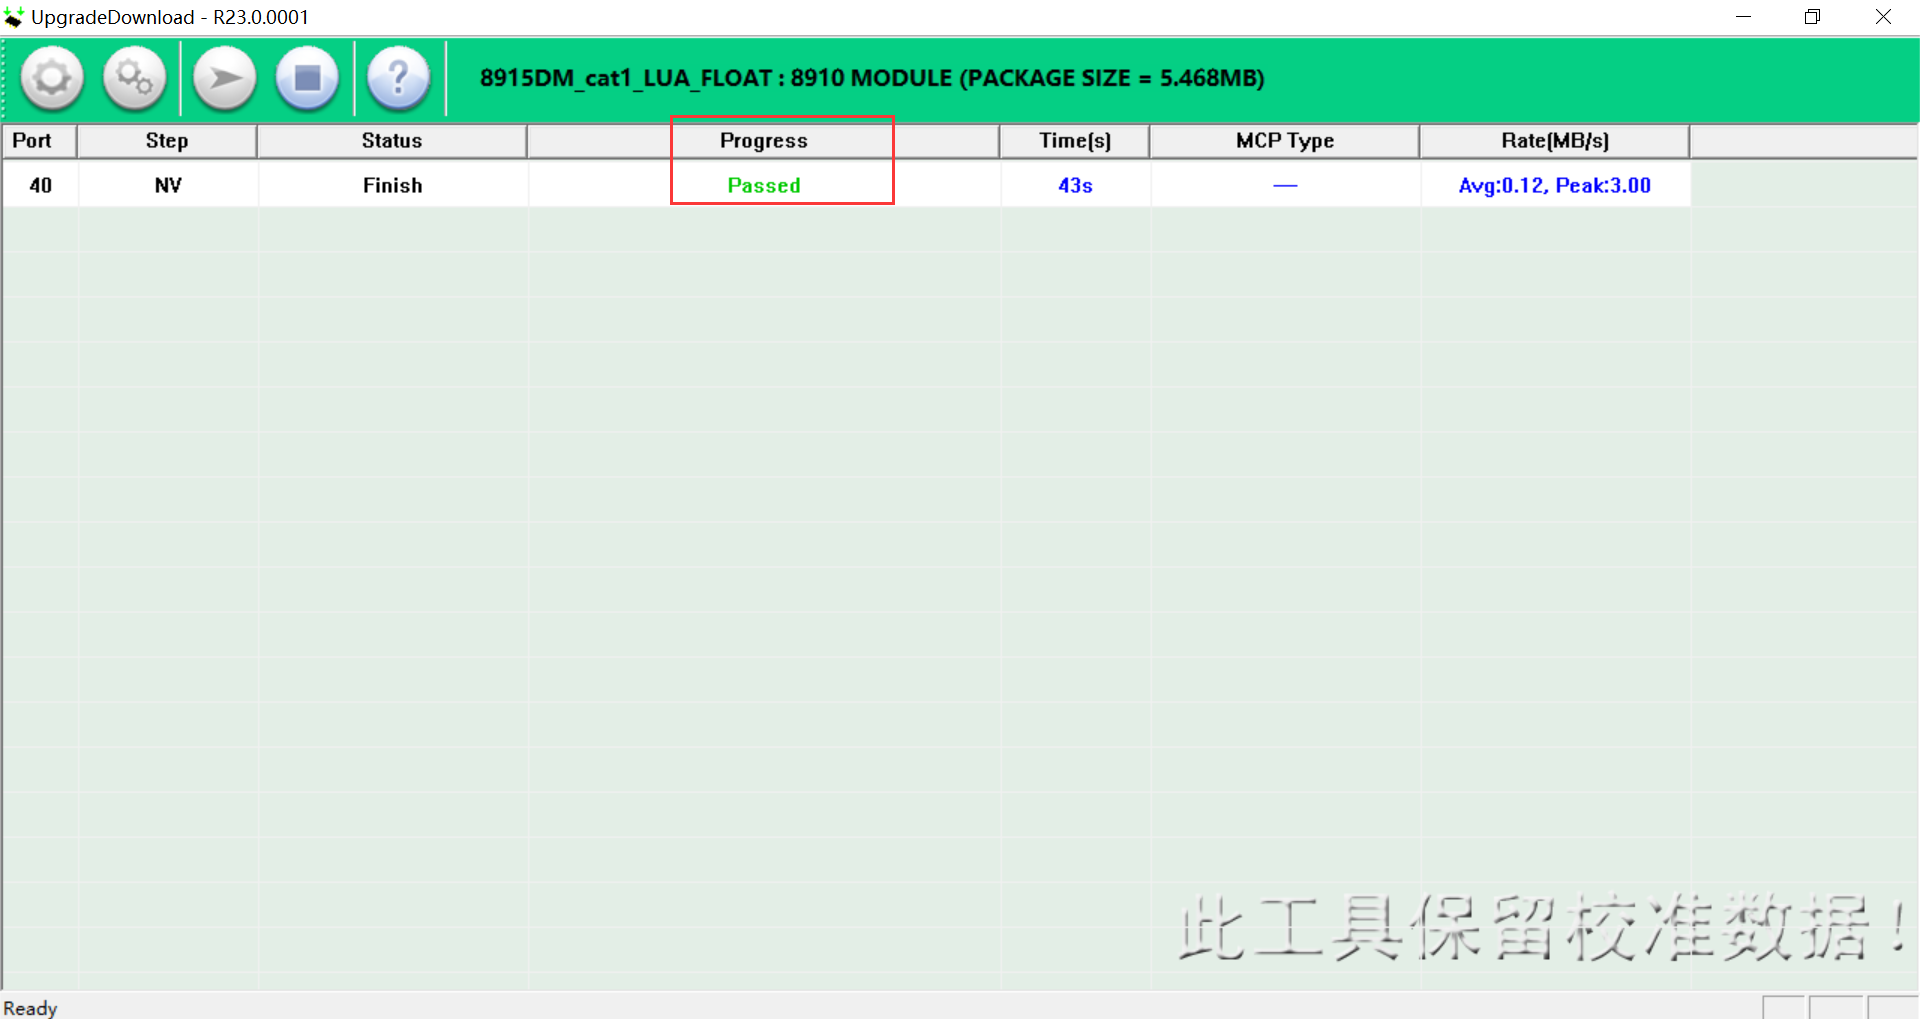 UpgradeDownload - R23.0.0001
8915DM_cat1_LUA_FLOAT : 8910 MODULE (PACKAGE SIZE = 5.468MB)
Port Step Status Progress Time(s) MCP Type Rate(MB/s)
40 NV Finish Passed 43s — Avg:0.12, Peak:3.00
此工具保留校准数据！
Ready